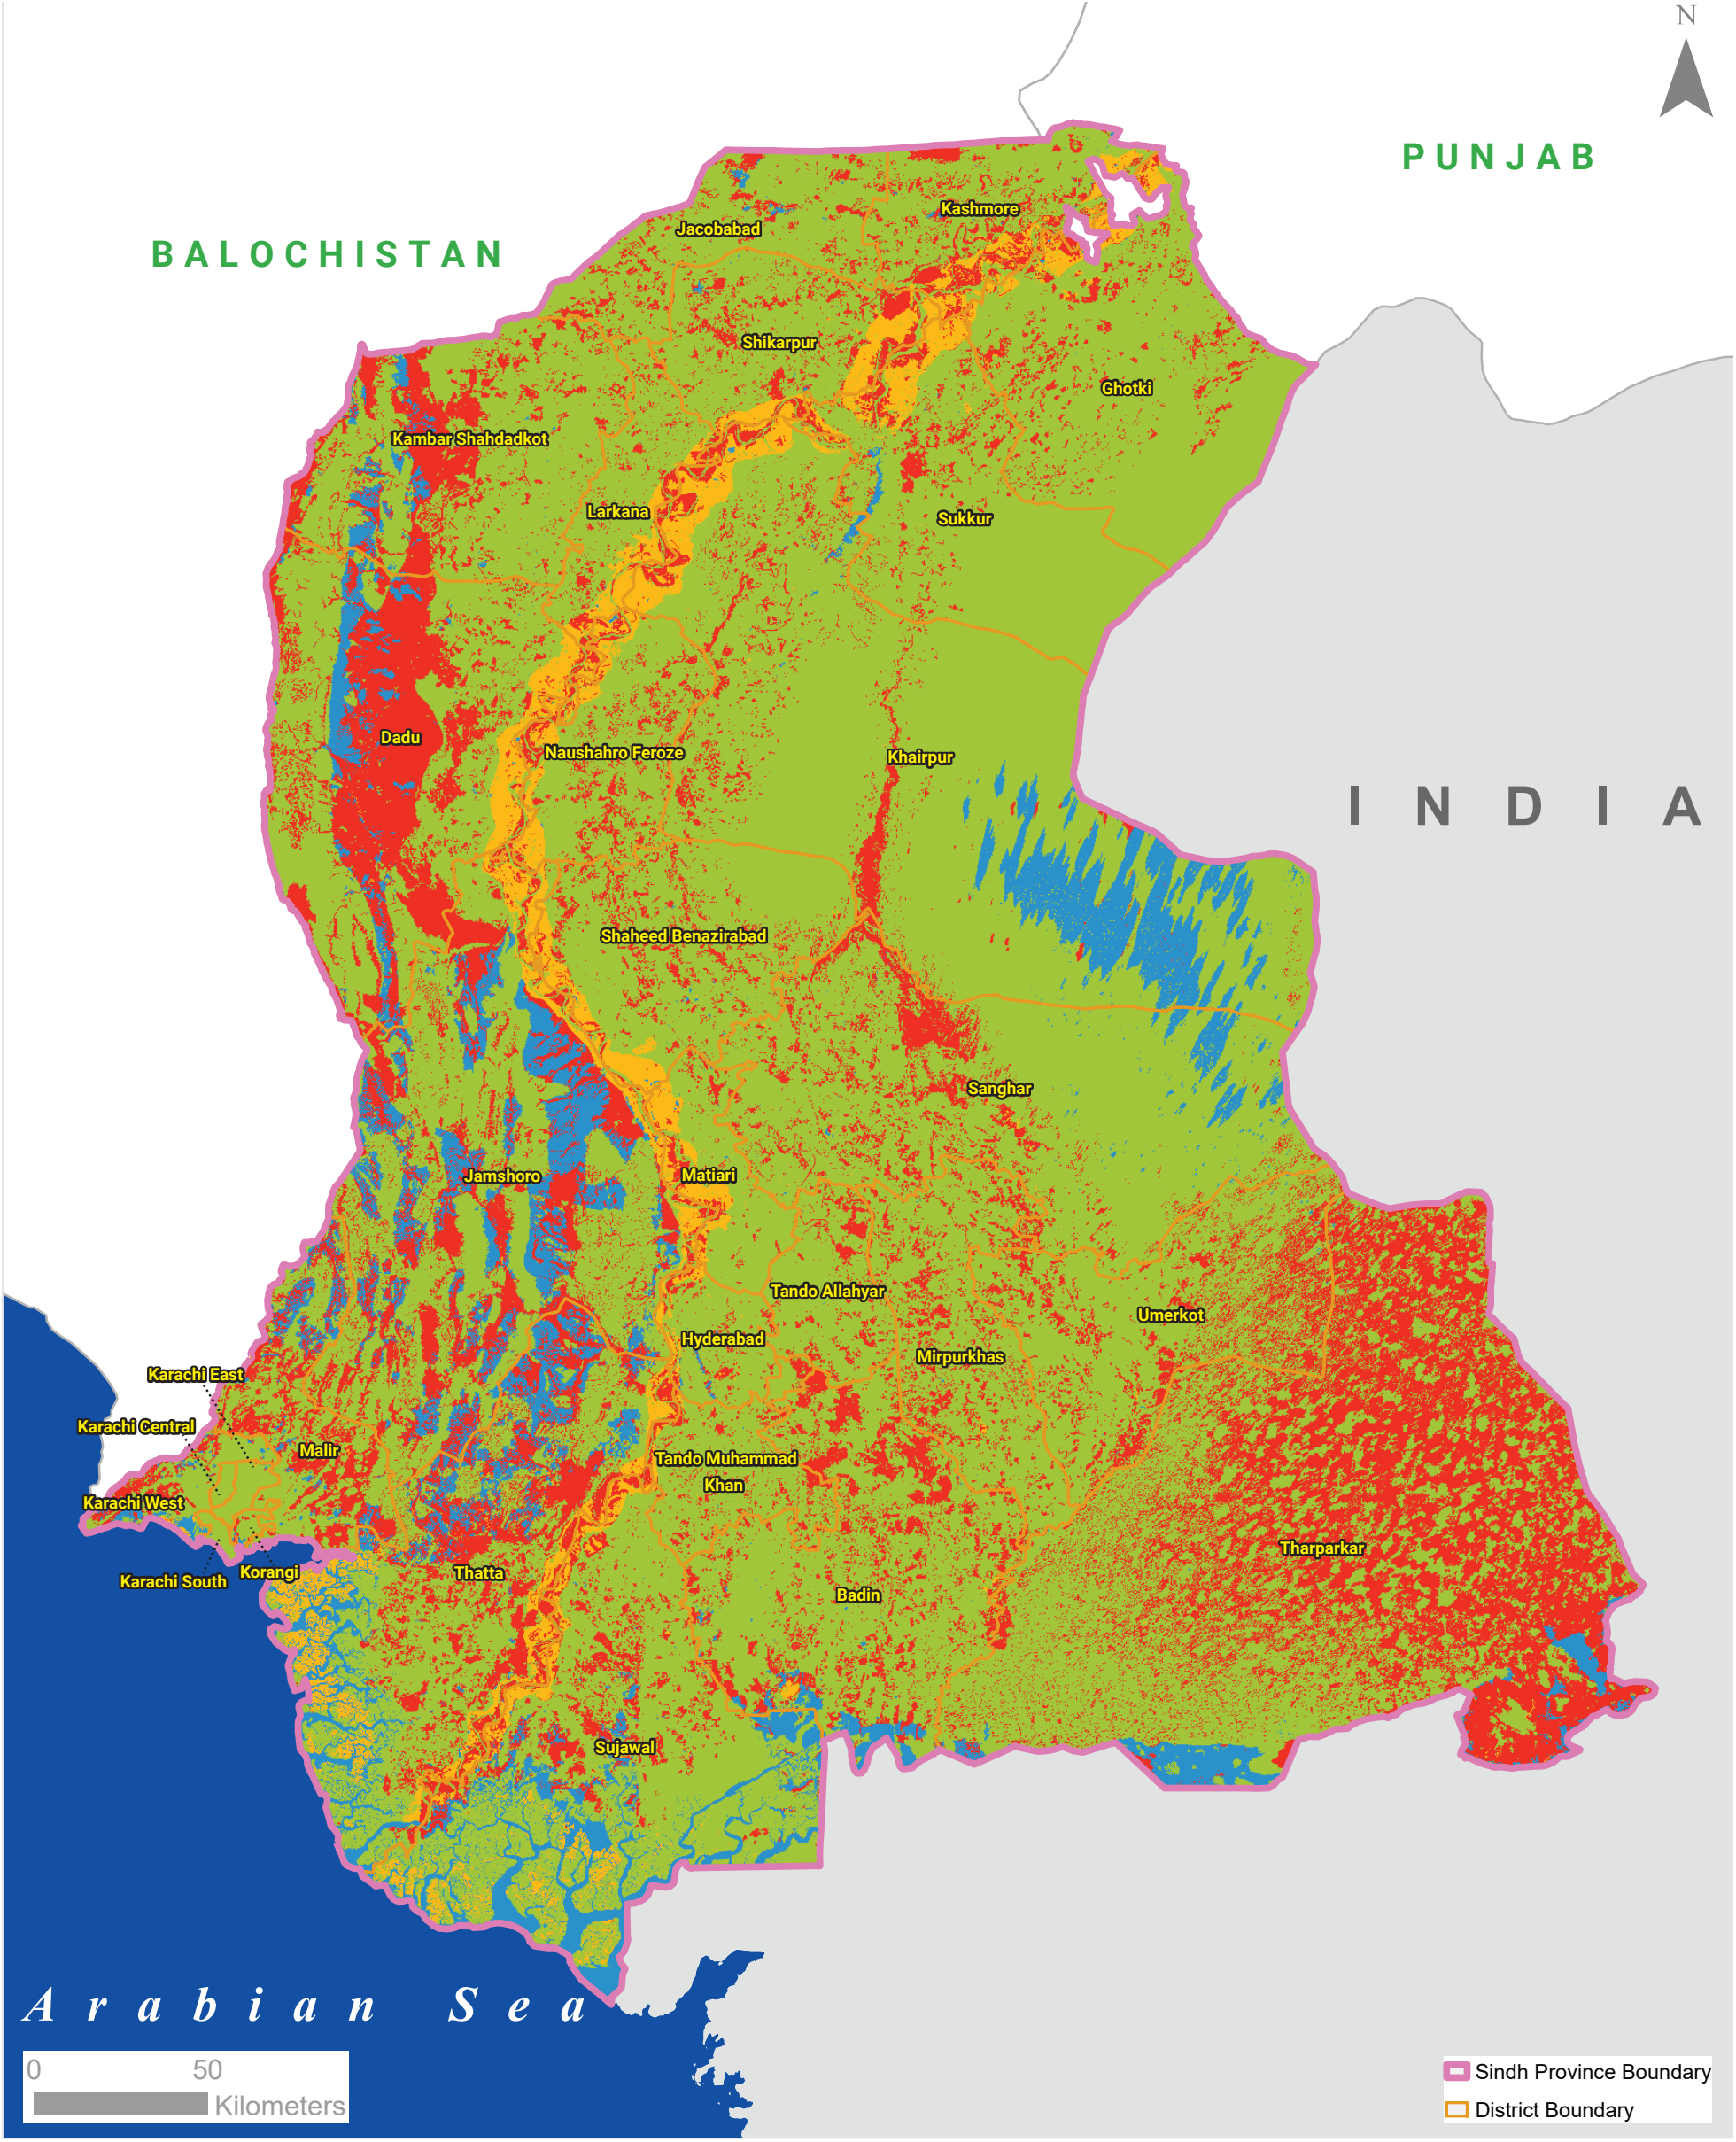 N
PUNJAB
BALOCHISTAN
Kashmore
Jacobabad
Shikarpur
Ghotki
Kambar Shahdadkot
Larkana
Sukkur
Dadu
Naushahro Feroze
Khairpur
INDIA
Shaheed Benazirabad
Sanghar
Jamshoro
Matiari
Tando Allahyar
Umerkot
Hyderabad
Mirpurkhas
Karachi East
Karachi Central
Malir
Tando Muhammad
Khan
Karachi West
Tharparkar
Karachi South
Korangi
Thatta
Badin
Sujawal
Arabian Sea
0 50
Kilometers
Sindh Province Boundary
District Boundary